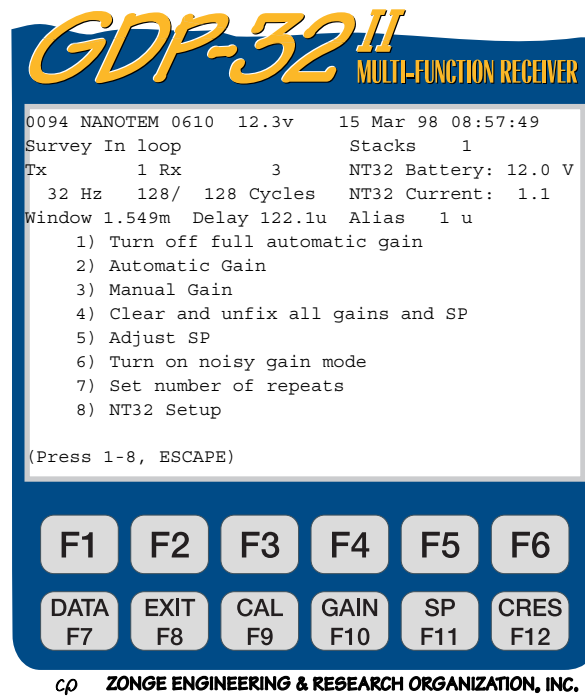 GDP-32 II
MULTI-FUNCTION RECEIVER
0094 NANOTEM 0610 12.3v 15 Mar 98 08:57:49
Survey In loop Stacks 1
Tx 1 Rx 3 NT32 Battery: 12.0 V
32 Hz 128/ 128 Cycles NT32 Current: 1.1
Window 1.549m Delay 122.1u Alias 1 u
1) Turn off full automatic gain
2) Automatic Gain
3) Manual Gain
4) Clear and unfix all gains and SP
5) Adjust SP
6) Turn on noisy gain mode
7) Set number of repeats
8) NT32 Setup
(Press 1-8, ESCAPE)
F1 F2 F3 F4 F5 F6
DATA EXIT CAL GAIN SP CRES
F7 F8 F9 F10 F11 F12
ZONGE ENGINEERING & RESEARCH ORGANIZATION, INC.